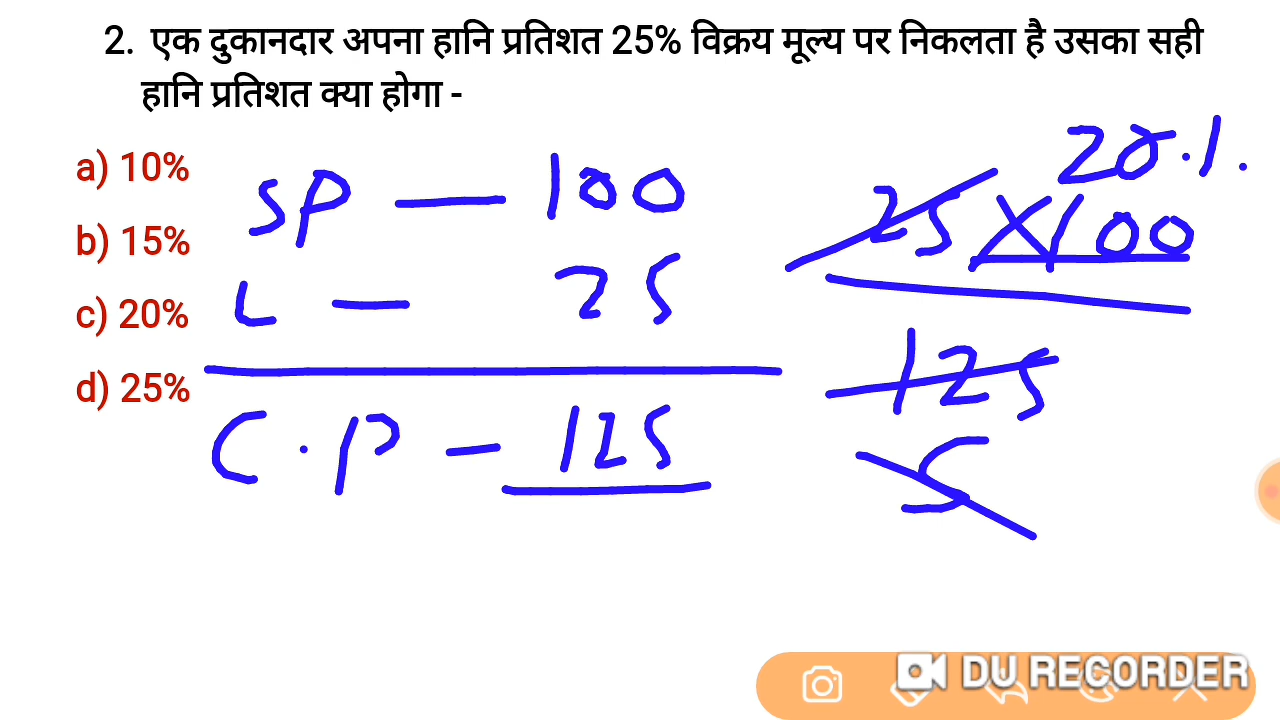 2. एक दुकानदार अपना हानि प्रतिशत 25% विक्रय मूल्य पर निकलता है उसका सही
हानि प्रतिशत क्या होगा -
a) 10%
b) 15%
c) 20%
d) 25%
SP — 100
L — 25
C.P — 125
20%.
25 X 100
125
5
DU RECORDER